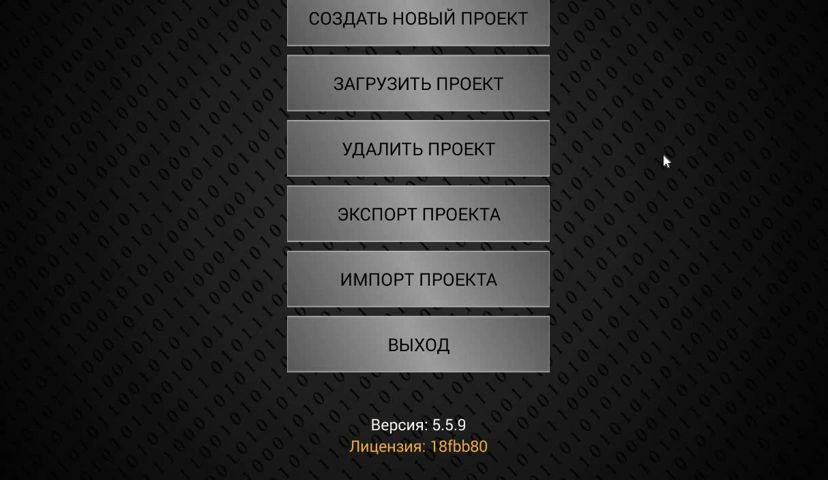 СОЗДАТЬ НОВЫЙ ПРОЕКТ
ЗАГРУЗИТЬ ПРОЕКТ
УДАЛИТЬ ПРОЕКТ
ЭКСПОРТ ПРОЕКТА
ИМПОРТ ПРОЕКТА
ВЫХОД
Версия: 5.5.9
Лицензия: 18fbb80